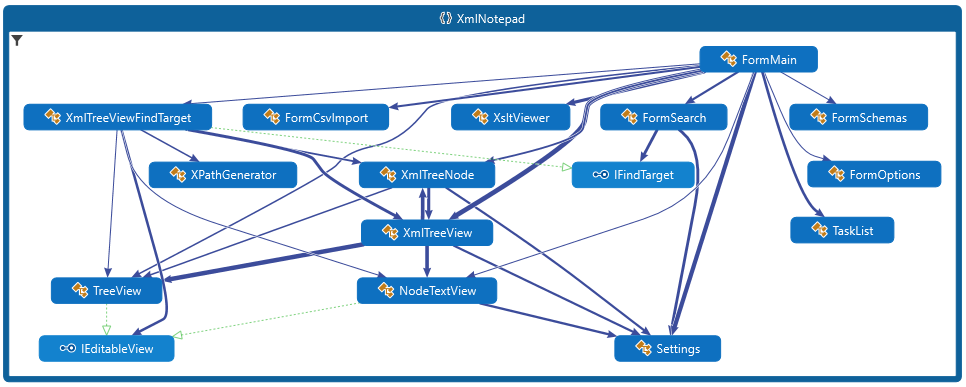 XmlNotepad
FormMain
XmlTreeViewFindTarget
FormCsvImport
XsltViewer
FormSearch
FormSchemas
XPathGenerator
XmlTreeNode
IFindTarget
FormOptions
XmlTreeView
TaskList
TreeView
NodeTextView
IEditableView
Settings